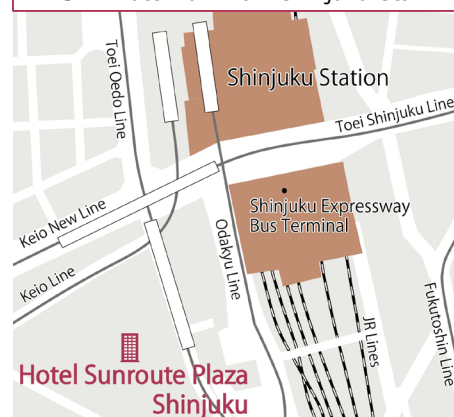 Shinjuku Station
Toei Oedo Line
Toei Shinjuku Line
Shinjuku Expressway
Bus Terminal
Keio New Line
Odakyu Line
Keio Line
JR Lines
Fukutoshin Line
Hotel Sunroute Plaza
Shinjuku